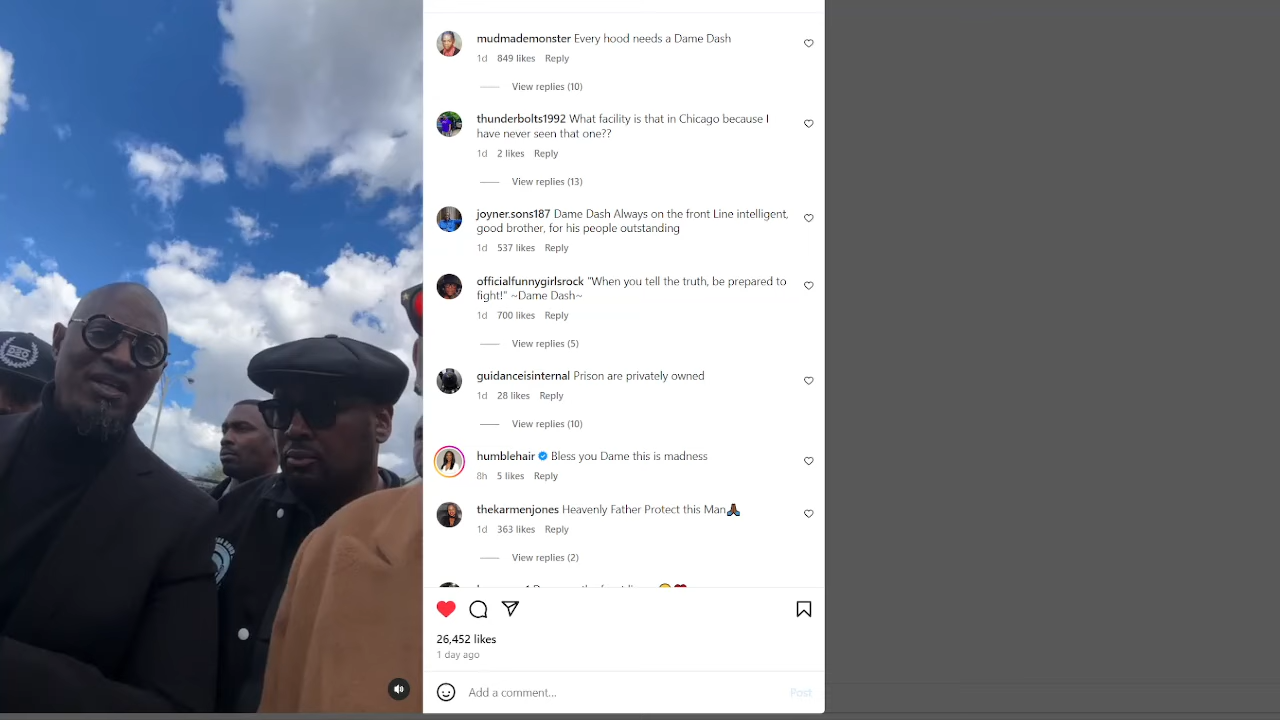 mudmademonster Every hood needs a Dame Dash
1d 849 likes Reply
View replies (10)
thunderbolts1992 What facility is that in Chicago because I
have never seen that one??
1d 2 likes Reply
View replies (13)
joyner.sons187 Dame Dash Always on the front Line intelligent,
good brother, for his people outstanding
1d 537 likes Reply
officialfunnygirlsrock "When you tell the truth, be prepared to
fight!" ~Dame Dash~
1d 700 likes Reply
View replies (5)
guidanceisinternal Prison are privately owned
1d 28 likes Reply
View replies (10)
humblehair Bless you Dame this is madness
8h 5 likes Reply
thekarmenjones Heavenly Father Protect this Man🙏🏾
1d 363 likes Reply
View replies (2)
26,452 likes
1 day ago
Add a comment...
Post